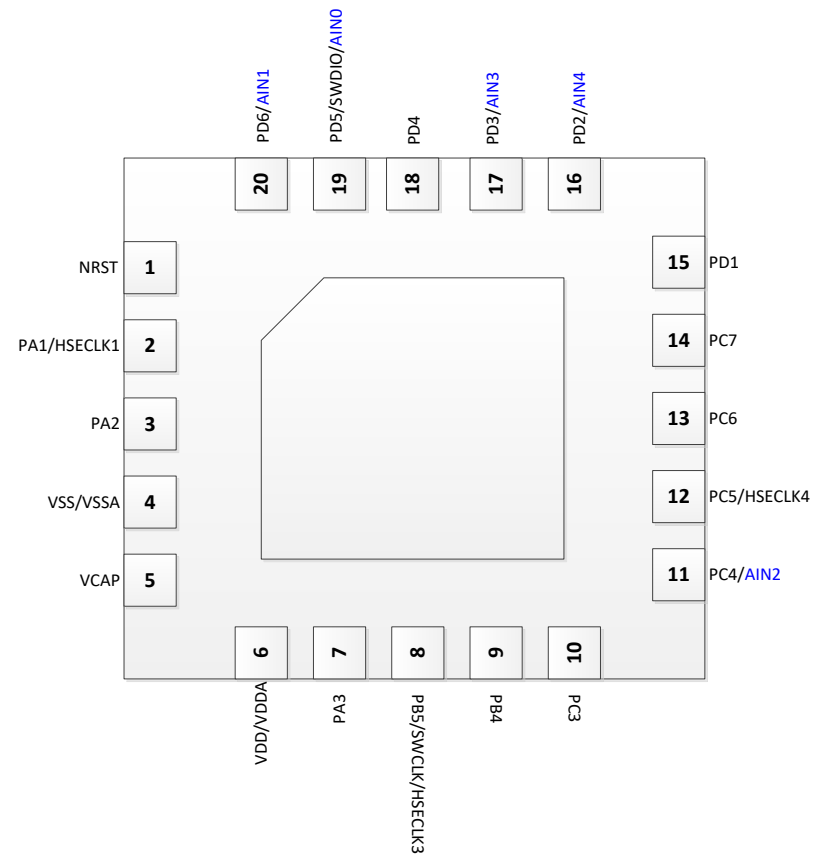 PD6/AIN1
PD5/SWDIO/AIN0
PD4
PD3/AIN3
PD2/AIN4
20
19
18
17
16
NRST 1
PA1/HSECLK1 2
PA2 3
VSS/VSSA 4
VCAP 5
15 PD1
14 PC7
13 PC6
12 PC5/HSECLK4
11 PC4/AIN2
6
7
8
9
10
VDD/VDDA
PA3
PB5/SWCLK/HSECLK3
PB4
PC3